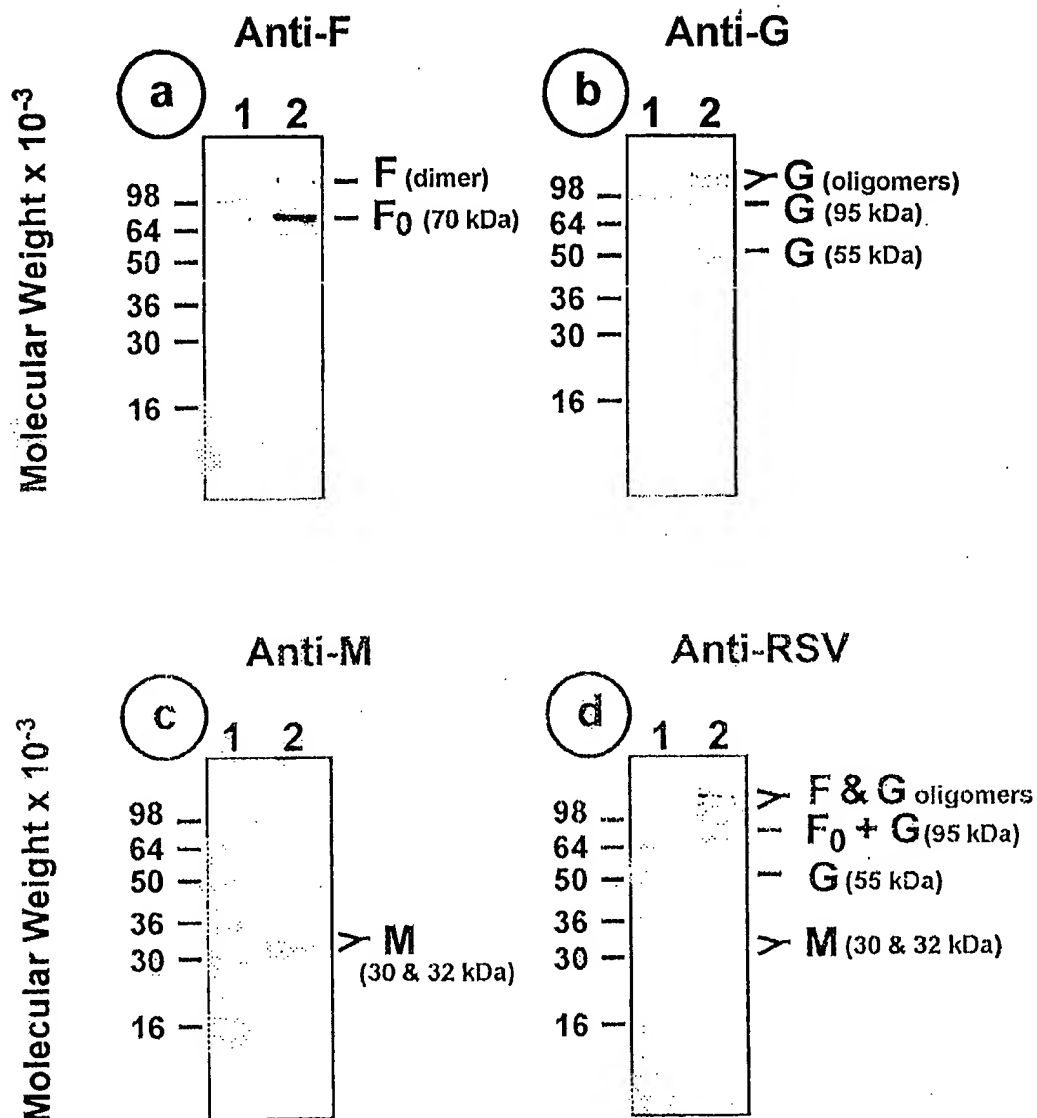 Anti-F
a
1 2
Molecular Weight x 10-3
98
64
50
36
30
16
F (dimer)
F0 (70 kDa)
Anti-G
b
1 2
98
64
50
36
30
16
G (oligomers)
G (95 kDa)
G (55 kDa)
Anti-M
c
1 2
Molecular Weight x 10-3
98
64
50
36
30
16
M
(30 & 32 kDa)
Anti-RSV
d
1 2
98
64
50
36
30
16
F & G oligomers
F0 + G (95 kDa)
G (55 kDa)
M (30 & 32 kDa)